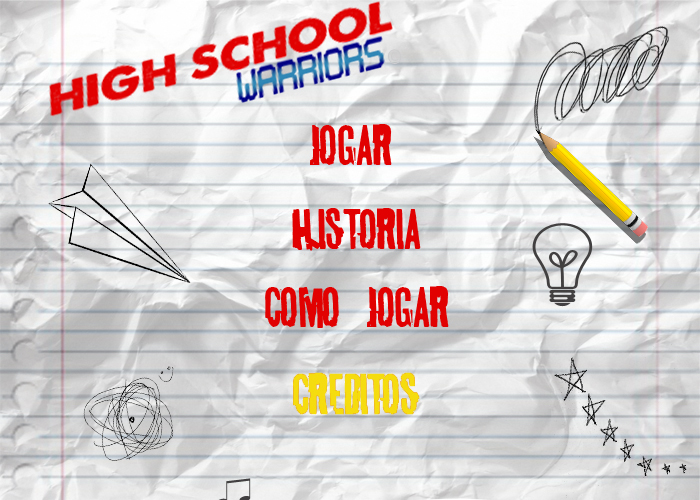 HIGH SCHOOL
WARRIORS
JOGAR
HISTORIA
COMO JOGAR
CREDITOS